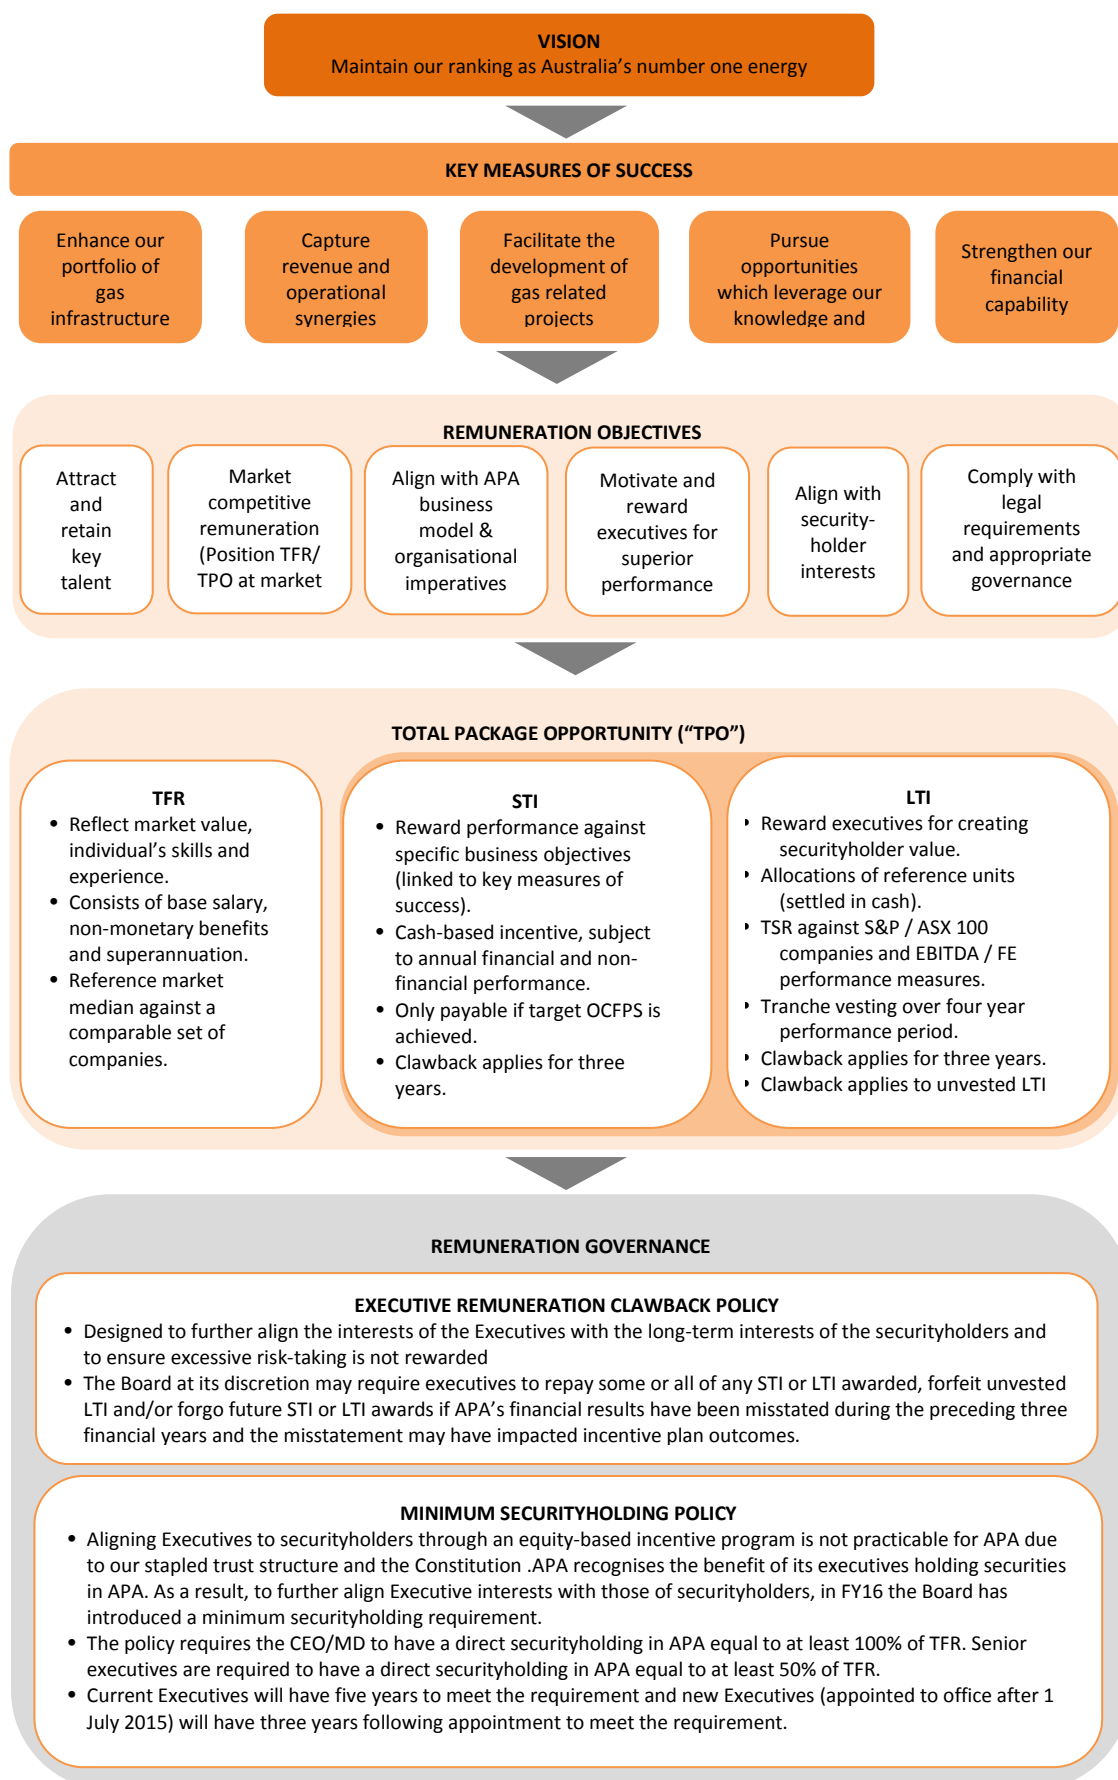 VISION
Maintain our ranking as Australia's number one energy
KEY MEASURES OF SUCCESS
Enhance our
portfolio of
gas
infrastructure
Capture
revenue and
operational
synergies
Facilitate the
development of
gas related
projects
Pursue
opportunities
which leverage our
knowledge and
Strengthen our
financial
capability
REMUNERATION OBJECTIVES
Attract
and
retain
key
talent
Market
competitive
remuneration
(Position TFR/
TPO at market
Align with APA
business
model &
organisational
imperatives
Motivate and
reward
executives for
superior
performance
Align with
security-
holder
interests
Comply with
legal
requirements
and appropriate
governance
TOTAL PACKAGE OPPORTUNITY ("TPO")
TFR
• Reflect market value,
individual's skills and
experience.
• Consists of base salary,
non-monetary benefits
and superannuation.
• Reference market
median against a
comparable set of
companies.
STI
• Reward performance against
specific business objectives
(linked to key measures of
success).
• Cash-based incentive, subject
to annual financial and non-
financial performance.
• Only payable if target OCFPS is
achieved.
• Clawback applies for three
years.
LTI
• Reward executives for creating
securityholder value.
• Allocations of reference units
(settled in cash).
• TSR against S&P / ASX 100
companies and EBITDA / FE
performance measures.
• Tranche vesting over four year
performance period.
• Clawback applies for three years.
• Clawback applies to unvested LTI
REMUNERATION GOVERNANCE
EXECUTIVE REMUNERATION CLAWBACK POLICY
• Designed to further align the interests of the Executives with the long-term interests of the securityholders and
to ensure excessive risk-taking is not rewarded
• The Board at its discretion may require executives to repay some or all of any STI or LTI awarded, forfeit unvested
LTI and/or forgo future STI or LTI awards if APA's financial results have been misstated during the preceding three
financial years and the misstatement may have impacted incentive plan outcomes.
MINIMUM SECURITYHOLDING POLICY
• Aligning Executives to securityholders through an equity-based incentive program is not practicable for APA due
to our stapled trust structure and the Constitution .APA recognises the benefit of its executives holding securities
in APA. As a result, to further align Executive interests with those of securityholders, in FY16 the Board has
introduced a minimum securityholding requirement.
• The policy requires the CEO/MD to have a direct securityholding in APA equal to at least 100% of TFR. Senior
executives are required to have a direct securityholding in APA equal to at least 50% of TFR.
• Current Executives will have five years to meet the requirement and new Executives (appointed to office after 1
July 2015) will have three years following appointment to meet the requirement.